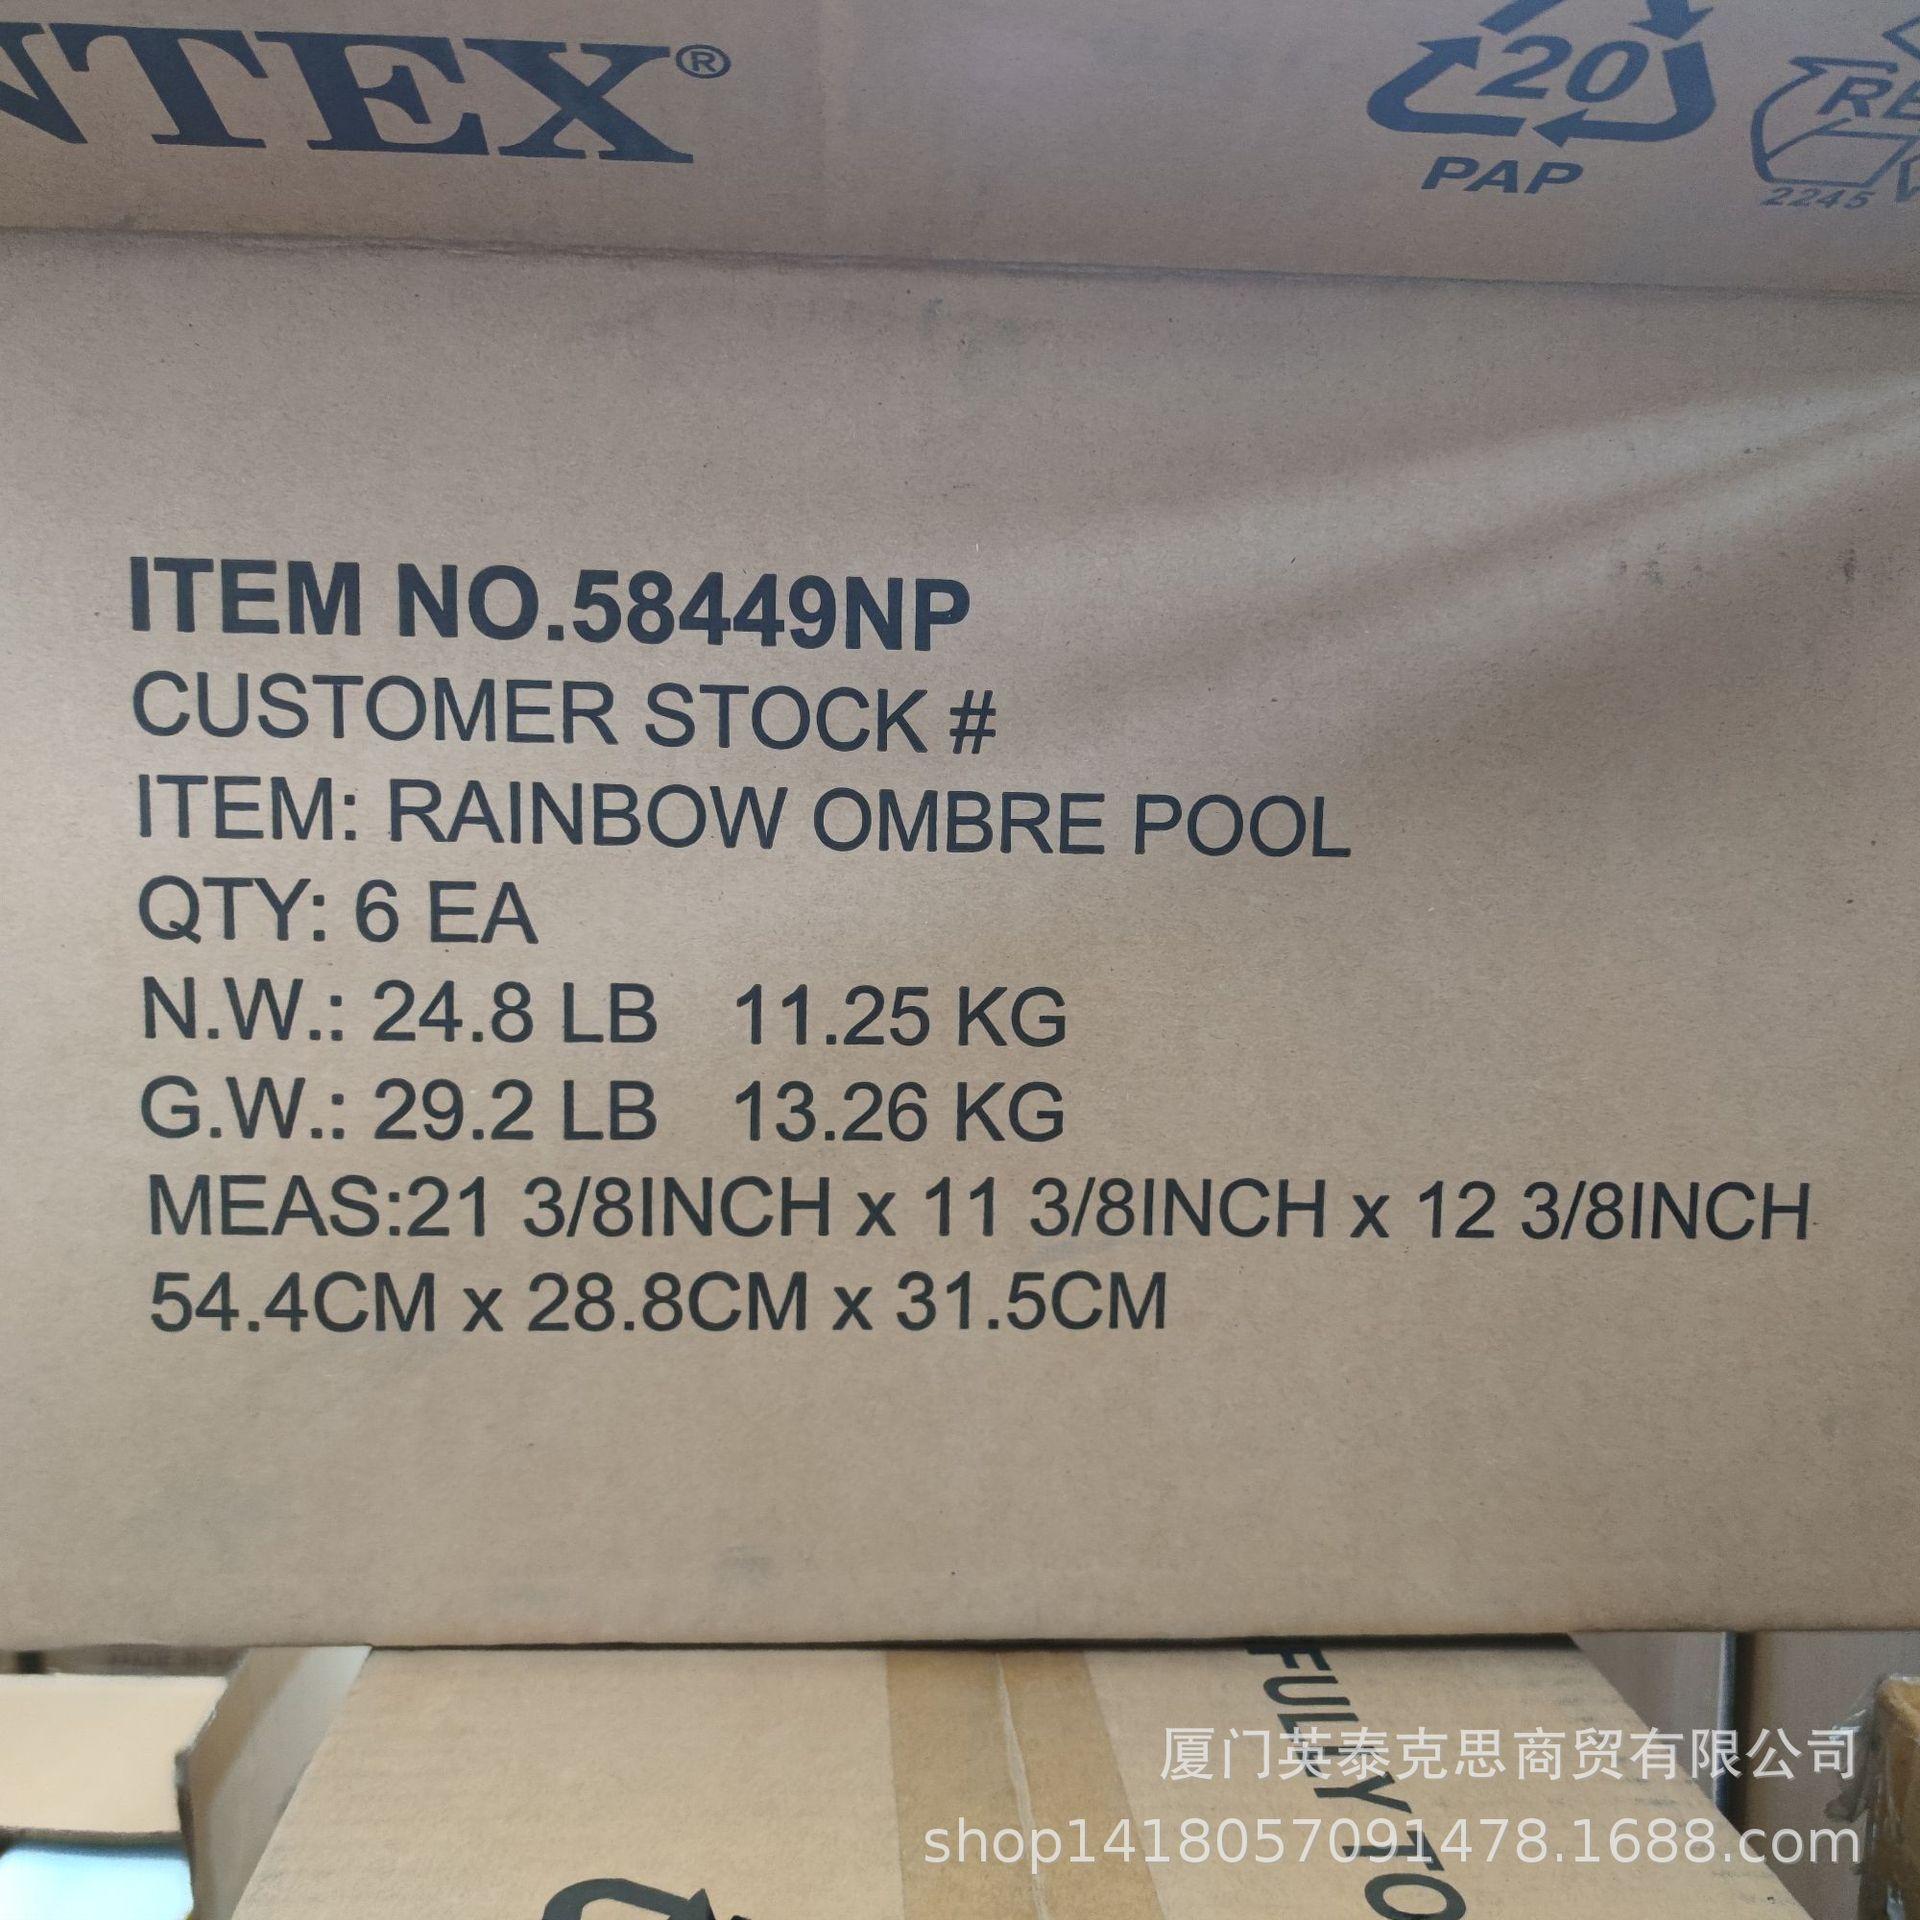 NTEX®
20
PAP
2245
ITEM NO.58449NP
CUSTOMER STOCK #
ITEM: RAINBOW OMBRE POOL
QTY: 6 EA
N.W.: 24.8 LB 11.25 KG
G.W.: 29.2 LB 13.26 KG
MEAS:21 3/8INCH x 11 3/8INCH x 12 3/8INCH
54.4CM x 28.8CM x 31.5CM
FULLY TO
厦门英泰克思商贸有限公司
shop1418057091478.1688.com